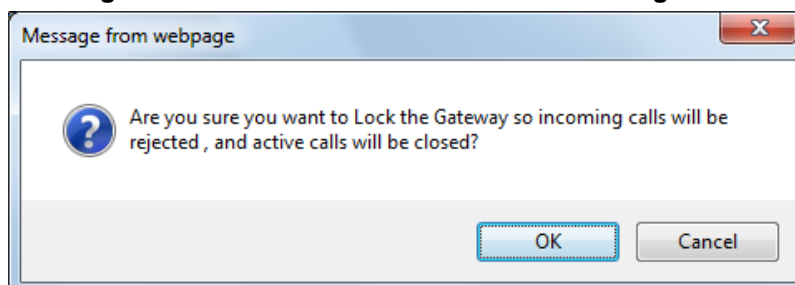 Message from webpage
Are you sure you want to Lock the Gateway so incoming calls will be
rejected , and active calls will be closed?
OK
Cancel